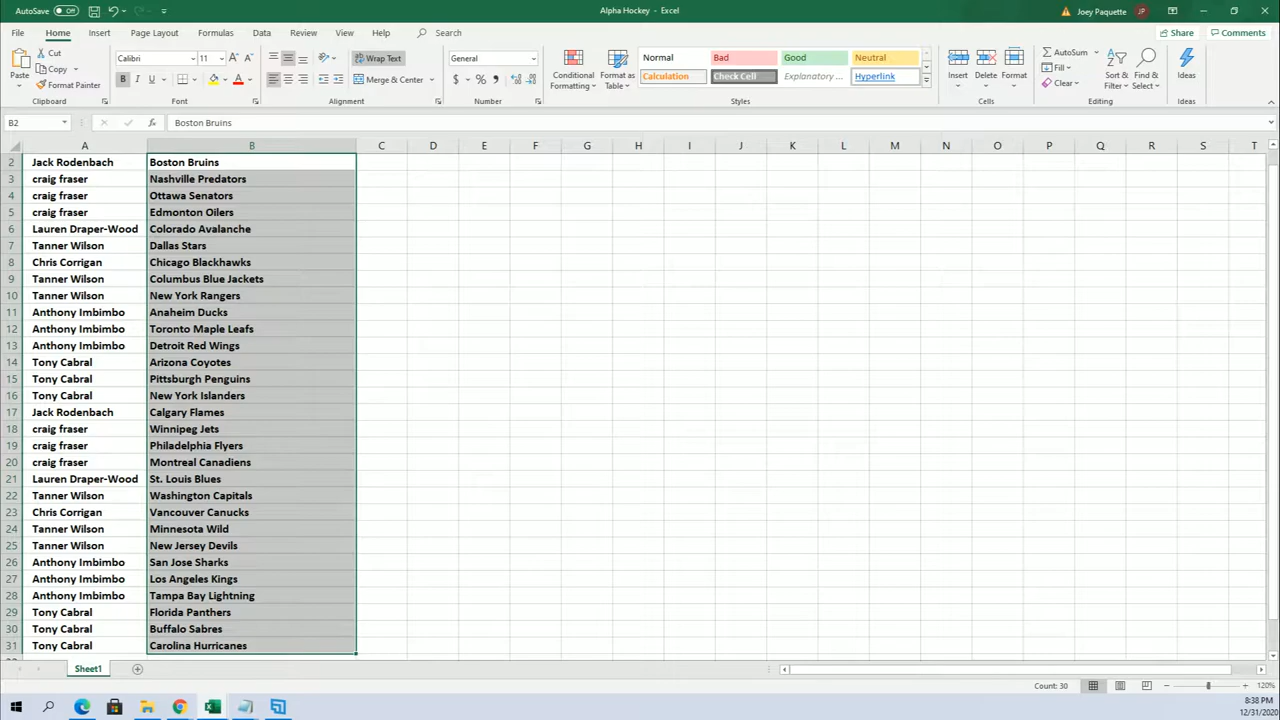 AutoSave Off Alpha Hockey - Excel Joey Paquette JP
File Home Insert Page Layout Formulas Data Review View Help Search Share Comments
Paste Cut Copy Format Painter Clipboard
Calibri 11 B I U Font
Wrap Text Merge & Center Alignment
General $ % Number
Conditional Formatting Format as Table
Normal Bad Good Neutral
Calculation Check Cell Explanatory ... Hyperlink
Styles
Insert Delete Format Cells
AutoSum Fill Clear Sort & Filter Find & Select Editing
Ideas Ideas
B2 fx Boston Bruins
A B C D E F G H I J K L M N O P Q R S T
2 Jack Rodenbach Boston Bruins
3 craig fraser Nashville Predators
4 craig fraser Ottawa Senators
5 craig fraser Edmonton Oilers
6 Lauren Draper-Wood Colorado Avalanche
7 Tanner Wilson Dallas Stars
8 Chris Corrigan Chicago Blackhawks
9 Tanner Wilson Columbus Blue Jackets
10 Tanner Wilson New York Rangers
11 Anthony Imbimbo Anaheim Ducks
12 Anthony Imbimbo Toronto Maple Leafs
13 Anthony Imbimbo Detroit Red Wings
14 Tony Cabral Arizona Coyotes
15 Tony Cabral Pittsburgh Penguins
16 Tony Cabral New York Islanders
17 Jack Rodenbach Calgary Flames
18 craig fraser Winnipeg Jets
19 craig fraser Philadelphia Flyers
20 craig fraser Montreal Canadiens
21 Lauren Draper-Wood St. Louis Blues
22 Tanner Wilson Washington Capitals
23 Chris Corrigan Vancouver Canucks
24 Tanner Wilson Minnesota Wild
25 Tanner Wilson New Jersey Devils
26 Anthony Imbimbo San Jose Sharks
27 Anthony Imbimbo Los Angeles Kings
28 Anthony Imbimbo Tampa Bay Lightning
29 Tony Cabral Florida Panthers
30 Tony Cabral Buffalo Sabres
31 Tony Cabral Carolina Hurricanes
Sheet1
Count: 30 120%
8:38 PM
12/31/2020